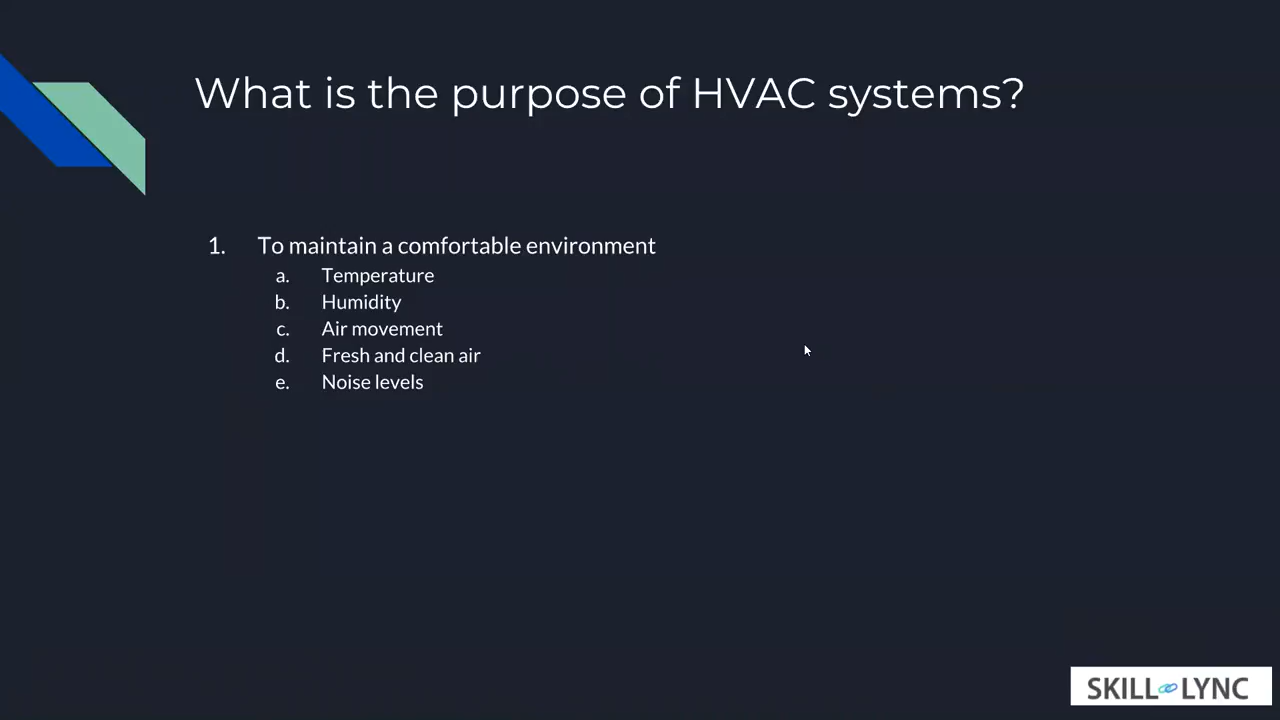 What is the purpose of HVAC systems?
1. To maintain a comfortable environment
a. Temperature
b. Humidity
c. Air movement
d. Fresh and clean air
e. Noise levels
SKILL LYNC